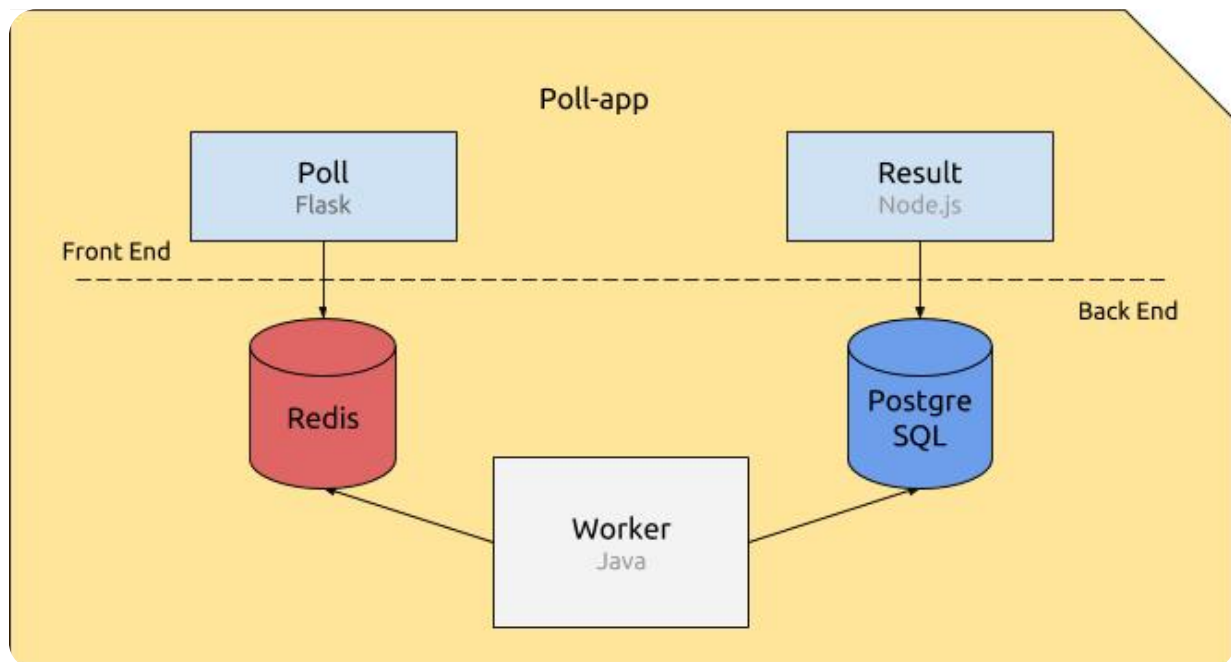 Poll-app
Poll
Flask
Result
Node.js
Front End
Back End
Redis
Postgre
SQL
Worker
Java